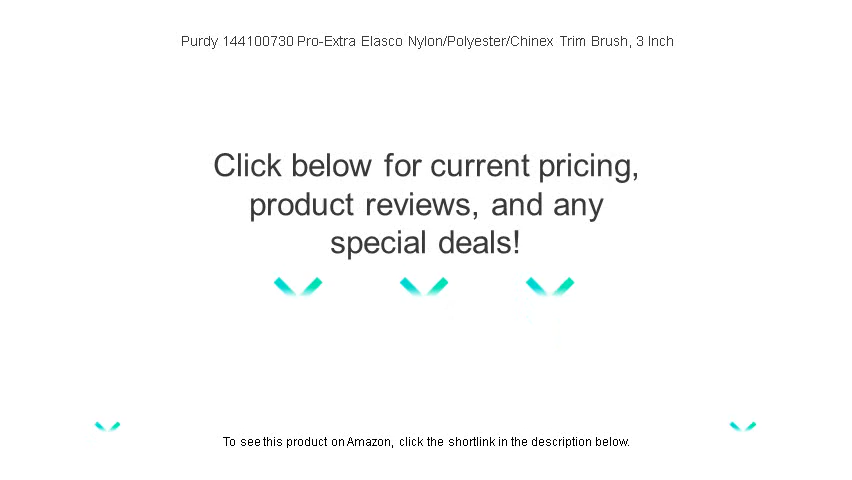 Purdy 144100730 Pro-Extra Elasco Nylon/Polyester/Chinex Trim Brush, 3 Inch
Click below for current pricing,
product reviews, and any
special deals!
To see this product on Amazon, click the shortlink in the description below.